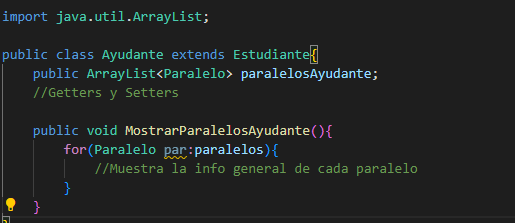 import java.util.ArrayList;
public class Ayudante extends Estudiante{
public ArrayList<Paralelo> paralelosAyudante;
//Getters y Setters
public void MostrarParalelosAyudante(){
for(Paralelo par:paralelos){
//Muestra la info general de cada paralelo
}
}
}